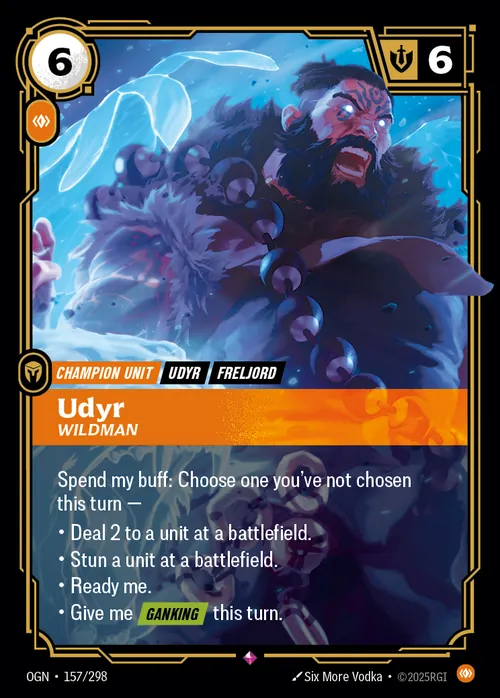 6
6
CHAMPION UNIT UDYR FRELJORD
Udyr
WILDMAN
Spend my buff: Choose one you've not chosen
this turn —
• Deal 2 to a unit at a battlefield.
• Stun a unit at a battlefield.
• Ready me.
• Give me GANKING this turn.
OGN • 157/298
Six More Vodka • ©2025RGI